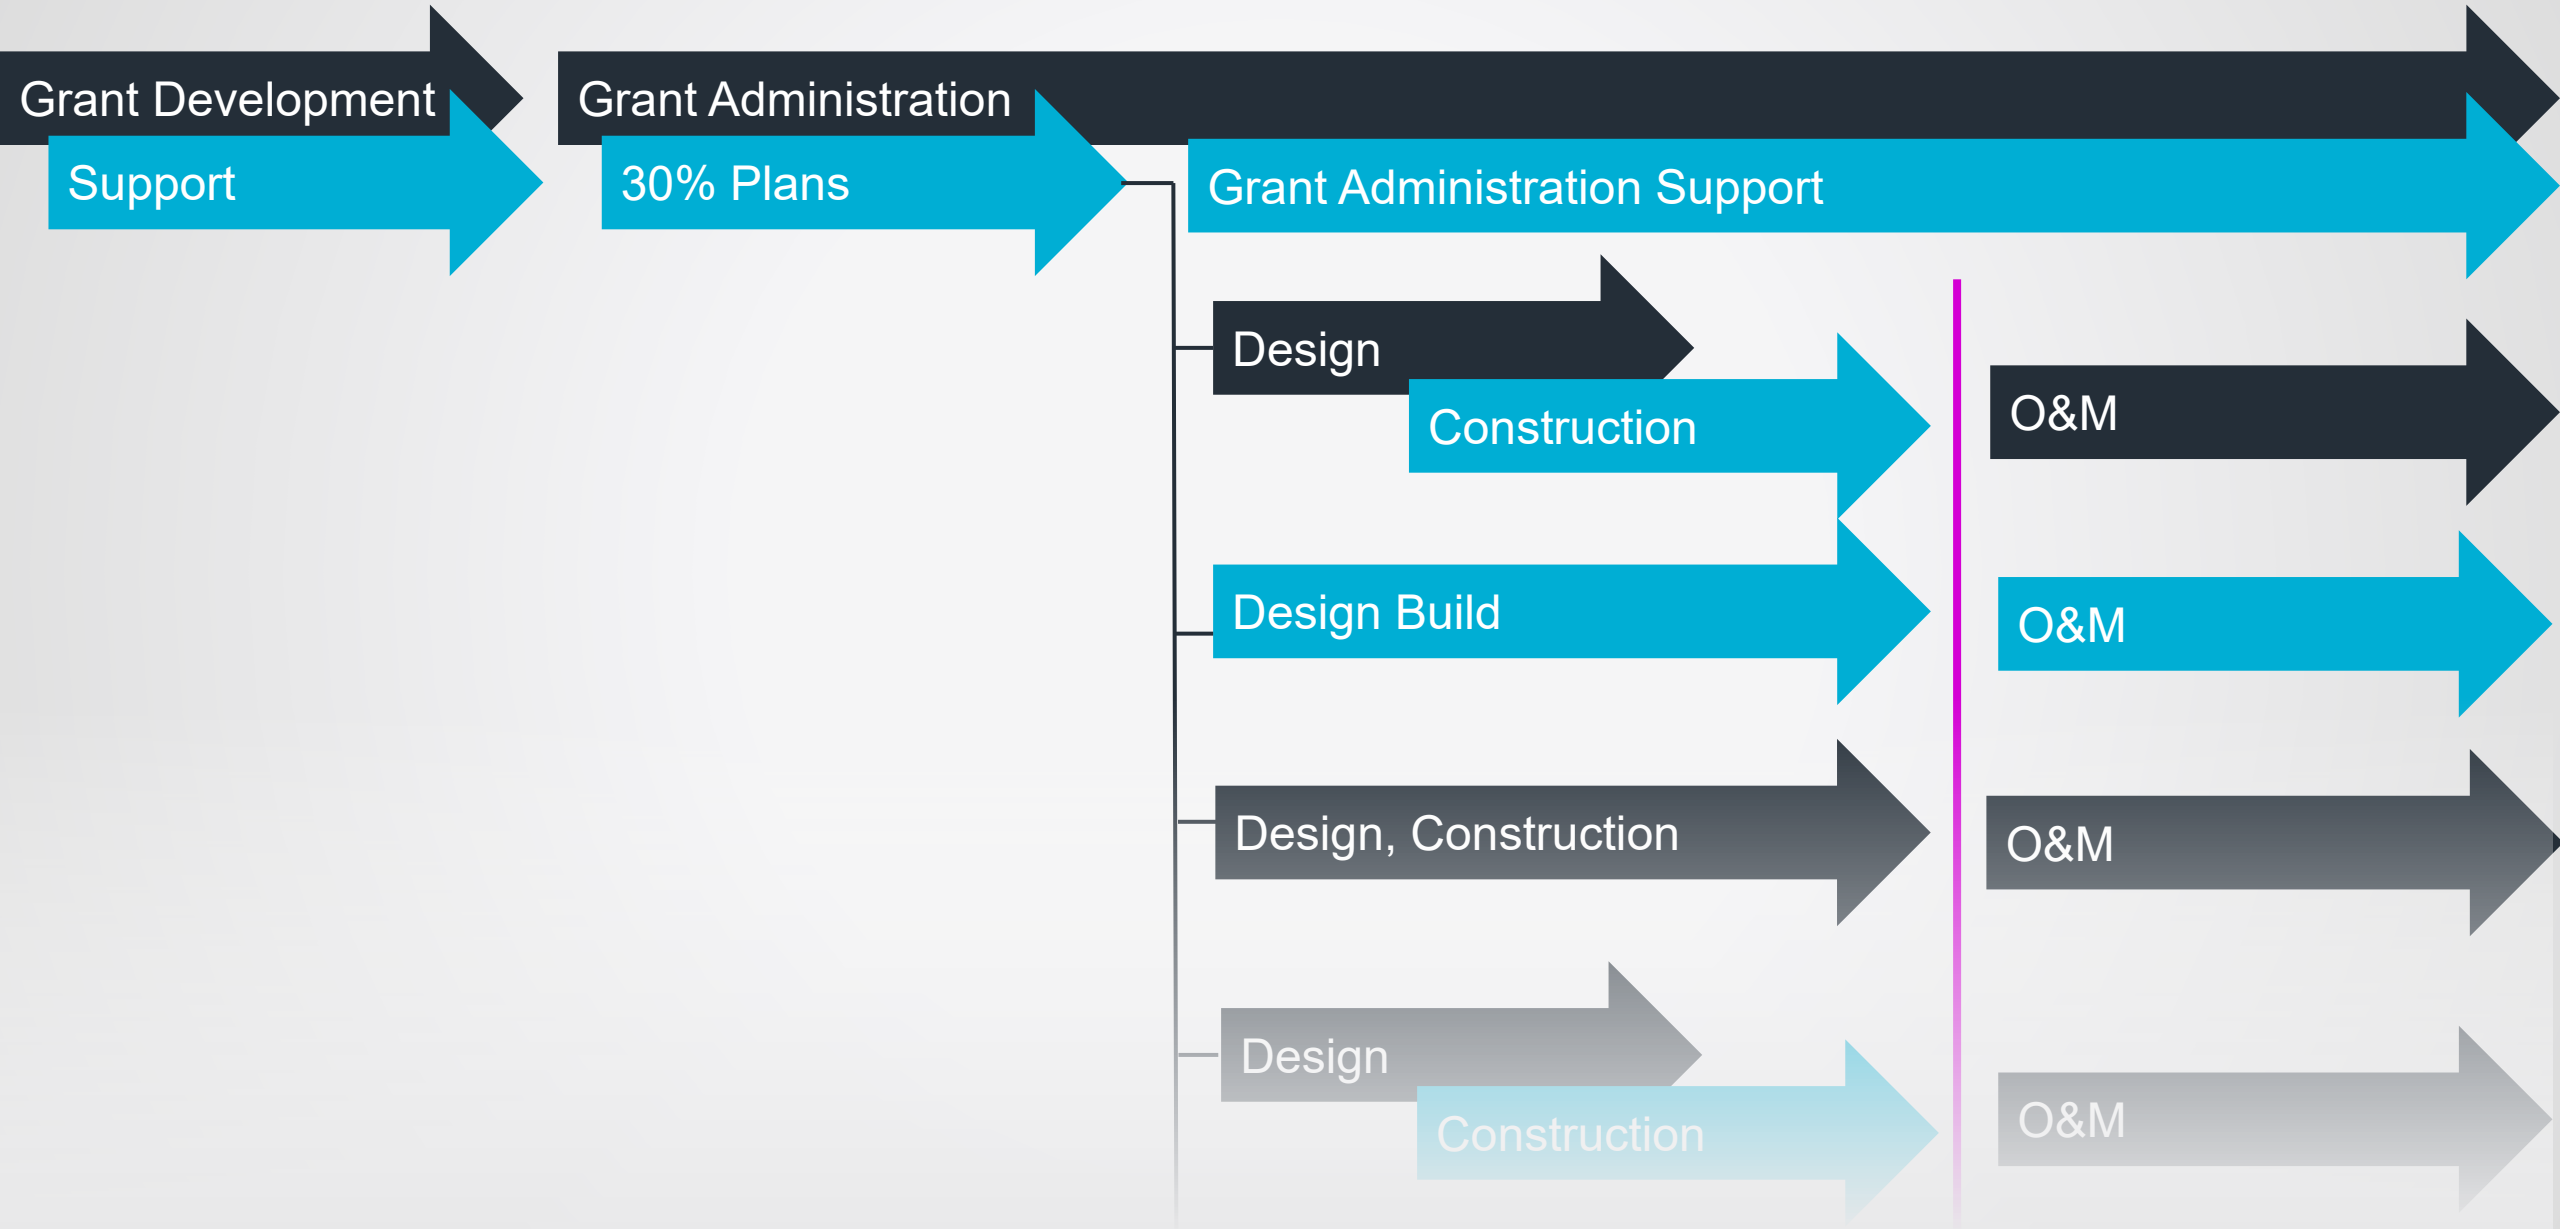 Grant Development
Grant Administration
Support
30% Plans
Grant Administration Support
Design
Construction
O&M
Design Build
O&M
Design, Construction
O&M
Design
Construction
O&M